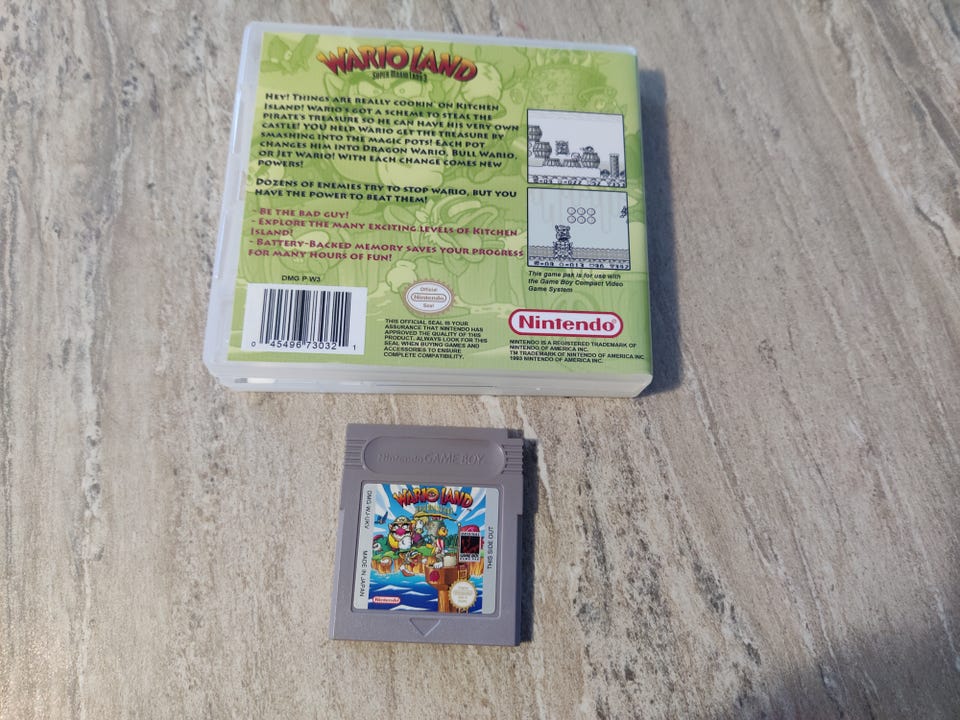 WARIO LAND
SUPER MARIO LAND 3
HEY! THINGS ARE REALLY COOKIN' ON KITCHEN
ISLAND! WARIO'S GOT A SCHEME TO STEAL THE
PIRATE'S TREASURE SO HE CAN HAVE HIS VERY OWN
CASTLE! YOU HELP WARIO GET THE TREASURE BY
SMASHING INTO THE MAGIC POTS! EACH POT
CHANGES HIM INTO DRAGON WARIO, BULL WARIO,
OR JET WARIO! WITH EACH CHANGE COMES NEW
POWERS!
DOZENS OF ENEMIES TRY TO STOP WARIO, BUT YOU
HAVE THE POWER TO BEAT THEM!
- BE THE BAD GUY!
- EXPLORE THE MANY EXCITING LEVELS OF KITCHEN
ISLAND!
- BATTERY-BACKED MEMORY SAVES YOUR PROGRESS
FOR MANY HOURS OF FUN!
This game pak is for use with
the Game Boy Compact Video
Game System
DMG P W3
0 45496 73032 1
Official
Nintendo
Seal
THIS OFFICIAL SEAL IS YOUR
ASSURANCE THAT NINTENDO HAS
APPROVED THE QUALITY OF THIS
PRODUCT. ALWAYS LOOK FOR THIS
SEAL WHEN BUYING GAMES AND
ACCESSORIES TO ENSURE
COMPLETE COMPATIBILITY.
Nintendo
NINTENDO IS A REGISTERED TRADEMARK OF
NINTENDO OF AMERICA INC.
TM TRADEMARK OF NINTENDO OF AMERICA INC.
1993 NINTENDO OF AMERICA INC.
Nintendo GAME BOY
WARIO LAND
DMG-WJ-UKV
MADE IN JAPAN
THIS SIDE OUT
Nintendo